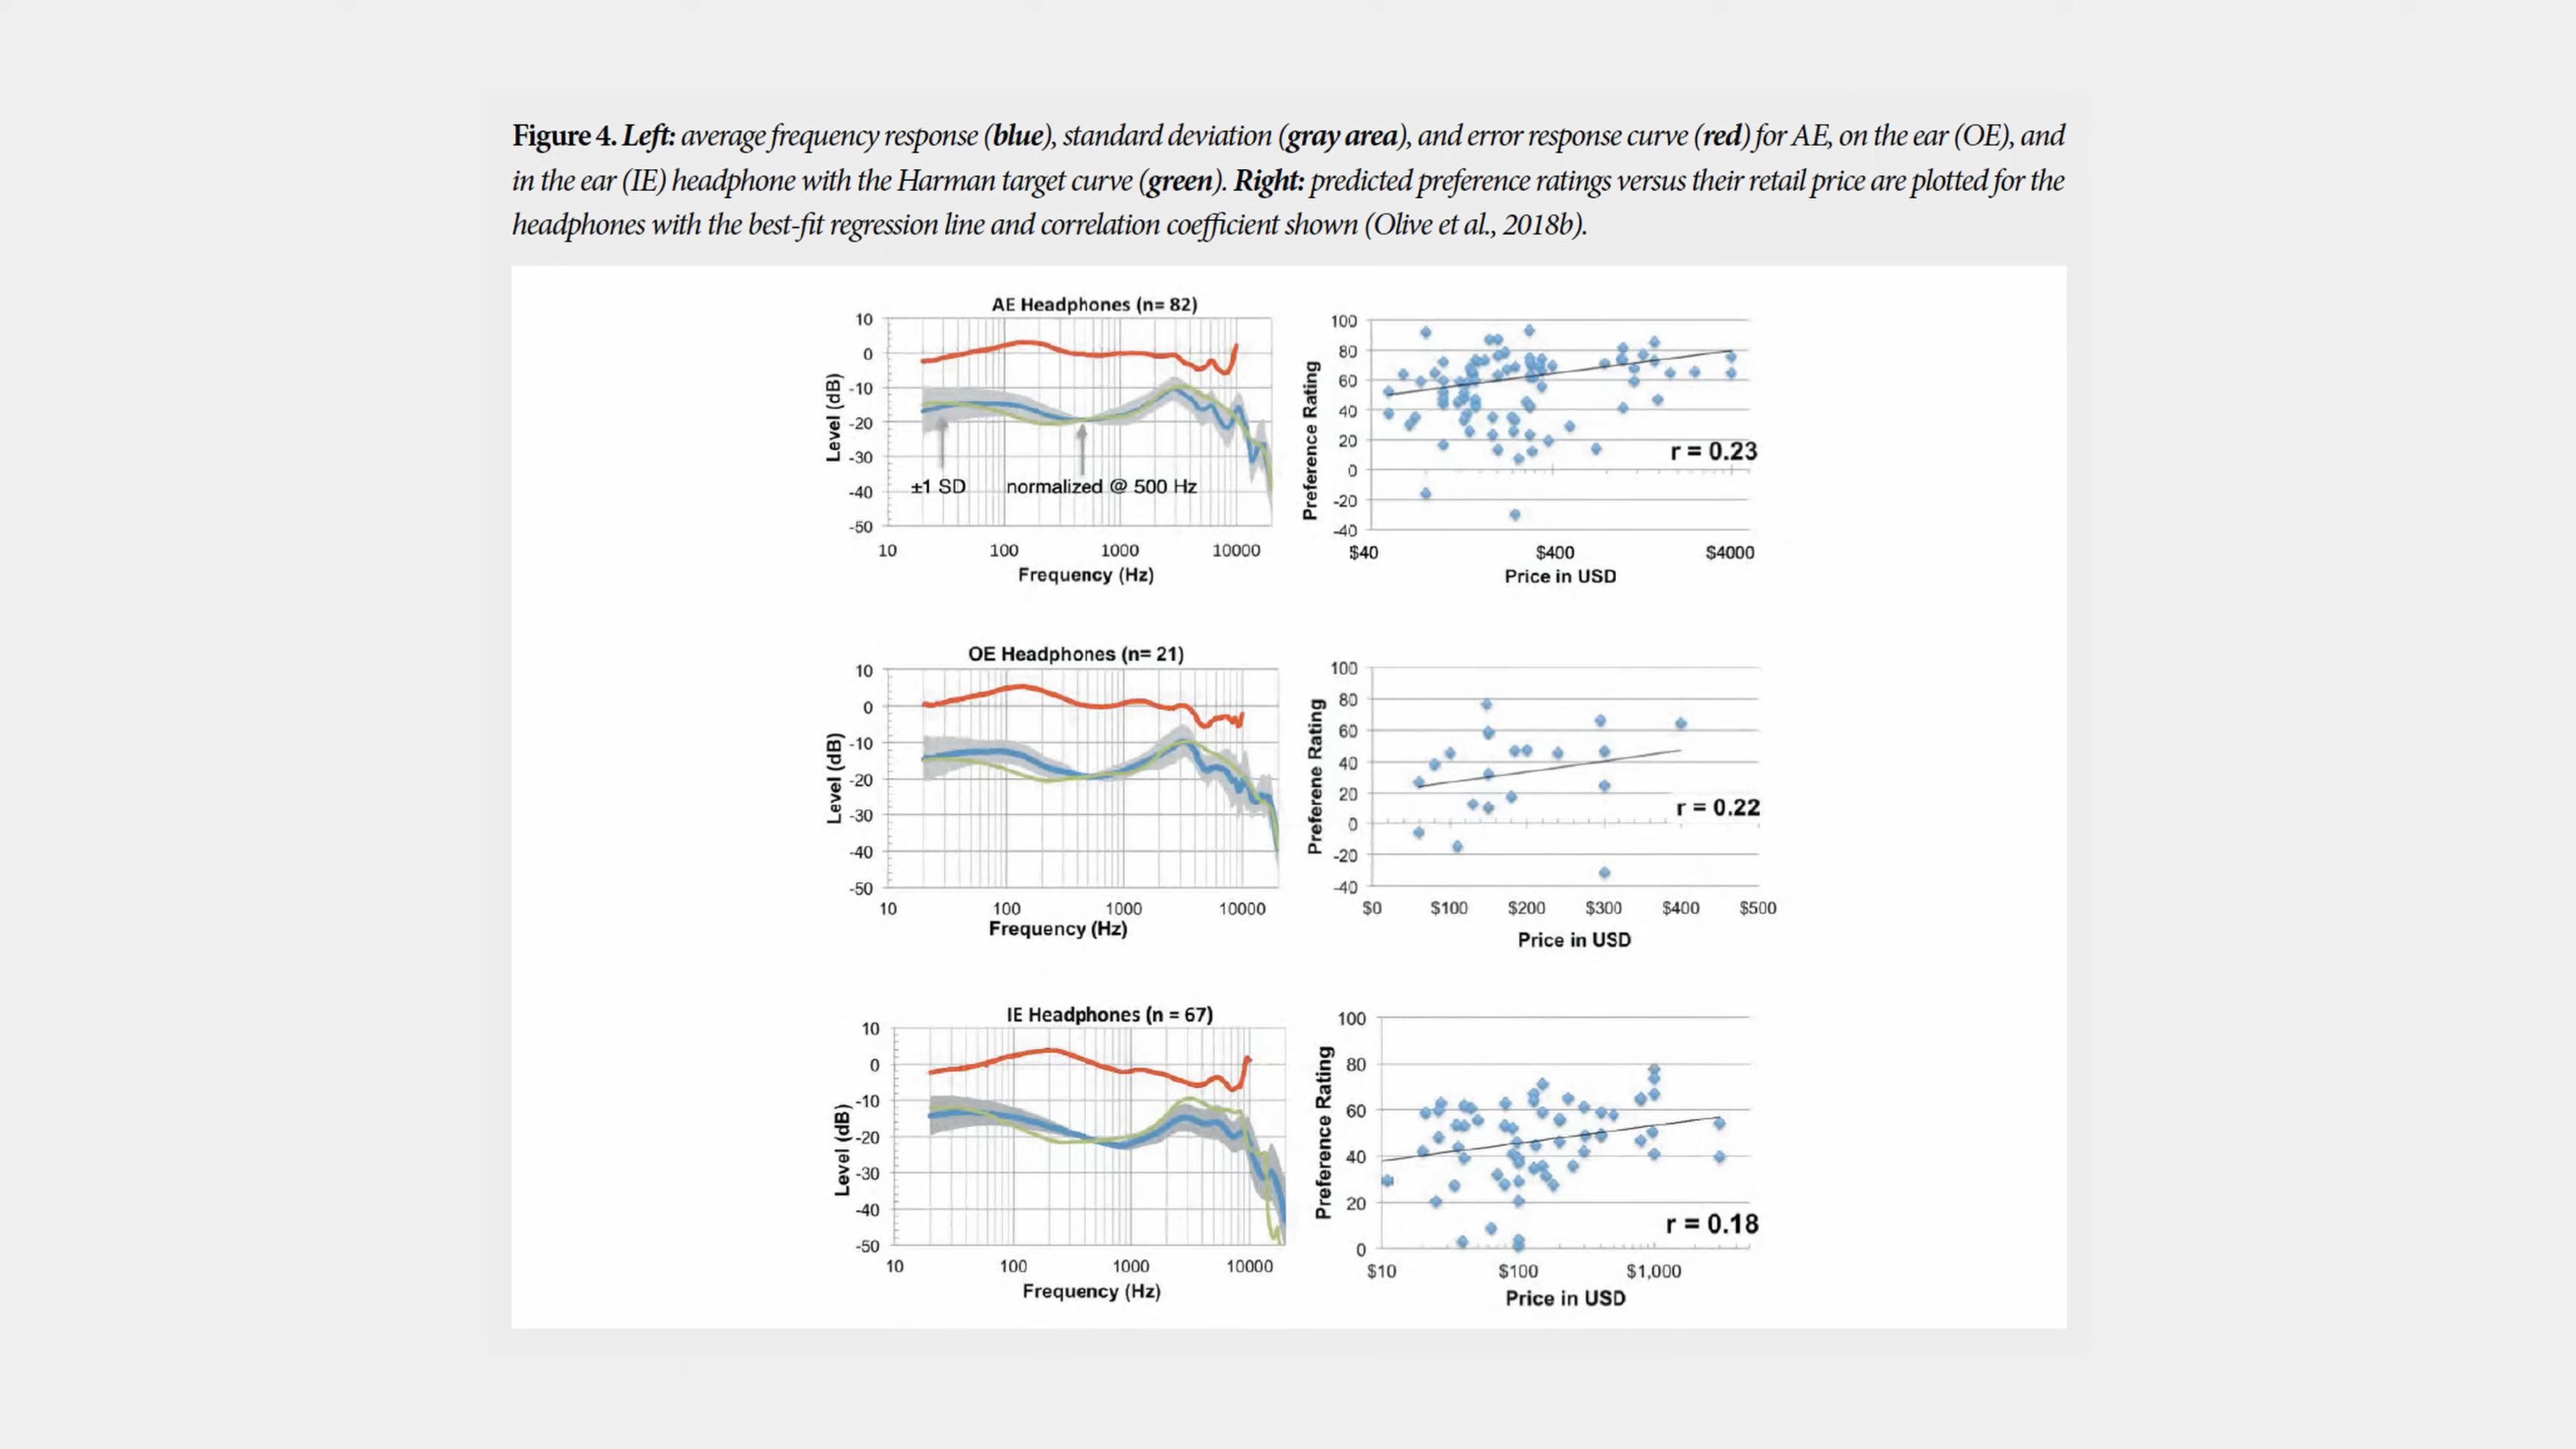 Figure 4. Left: average frequency response (blue), standard deviation (gray area), and error response curve (red) for AE, on the ear (OE), and
in the ear (IE) headphone with the Harman target curve (green). Right: predicted preference ratings versus their retail price are plotted for the
headphones with the best-fit regression line and correlation coefficient shown (Olive et al., 2018b).
AE Headphones (n= 82)
10
0
-10
-20
-30
-40
-50
Level (dB)
±1 SD
normalized @ 500 Hz
10 100 1000 10000
Frequency (Hz)
100
80
60
40
20
0
-20
-40
Preference Rating
r = 0.23
$40 $400 $4000
Price in USD
OE Headphones (n= 21)
10
0
-10
-20
-30
-40
-50
Level (dB)
10 100 1000 10000
Frequency (Hz)
100
80
60
40
20
0
-20
-40
Preferene Rating
r = 0.22
$0 $100 $200 $300 $400 $500
Price in USD
IE Headphones (n = 67)
10
0
-10
-20
-30
-40
-50
Level (dB)
10 100 1000 10000
Frequency (Hz)
100
80
60
40
20
0
Preference Rating
r = 0.18
$10 $100 $1,000
Price in USD